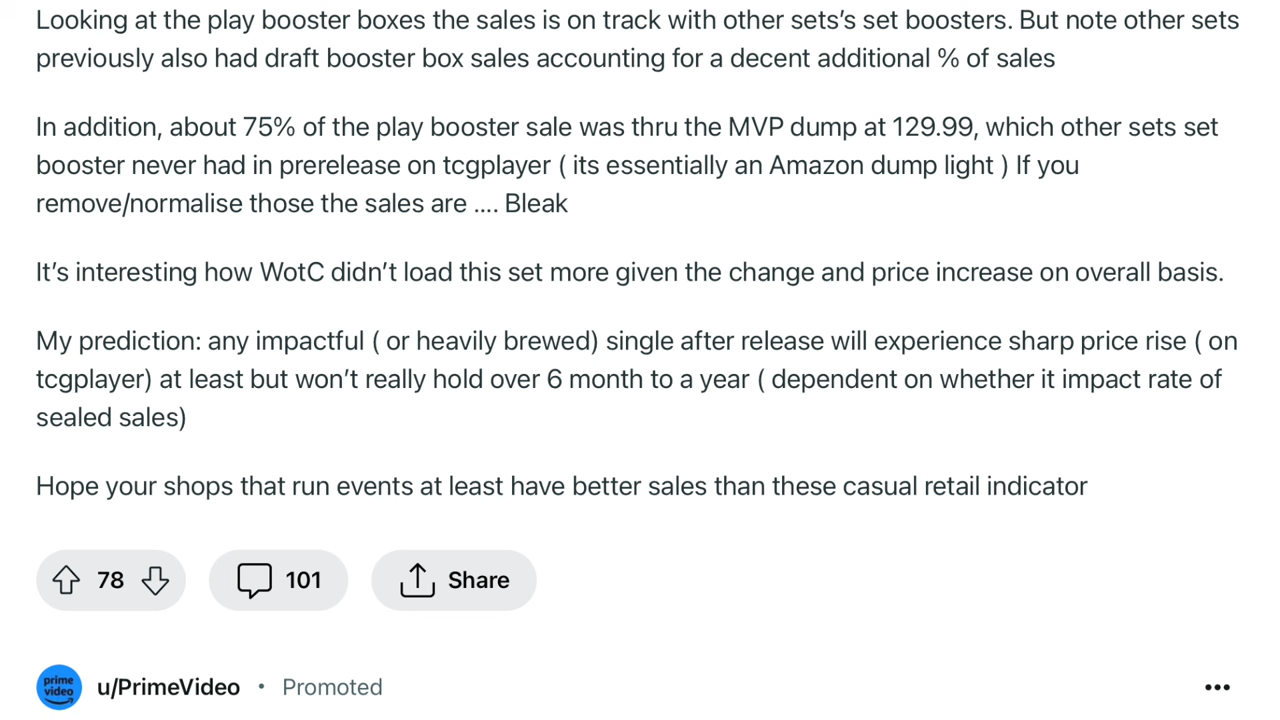 Looking at the play booster boxes the sales is on track with other sets's set boosters. But note other sets
previously also had draft booster box sales accounting for a decent additional % of sales
In addition, about 75% of the play booster sale was thru the MVP dump at 129.99, which other sets set
booster never had in prerelease on tcgplayer ( its essentially an Amazon dump light ) If you
remove/normalise those the sales are .... Bleak
It's interesting how WotC didn't load this set more given the change and price increase on overall basis.
My prediction: any impactful ( or heavily brewed) single after release will experience sharp price rise ( on
tcgplayer) at least but won't really hold over 6 month to a year ( dependent on whether it impact rate of
sealed sales)
Hope your shops that run events at least have better sales than these casual retail indicator
78 101 Share
prime
video
u/PrimeVideo • Promoted